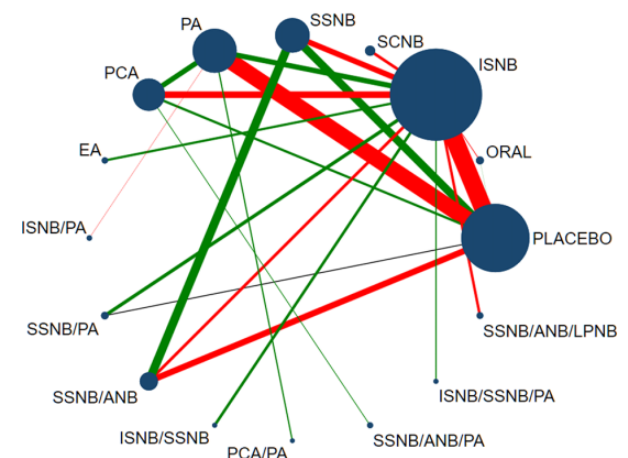 SSNB
PA
SCNB
ISNB
PCA
EA
ORAL
ISNB/PA
PLACEBO
SSNB/PA
SSNB/ANB/LPNB
SSNB/ANB
ISNB/SSNB/PA
ISNB/SSNB
SSNB/ANB/PA
PCA/PA